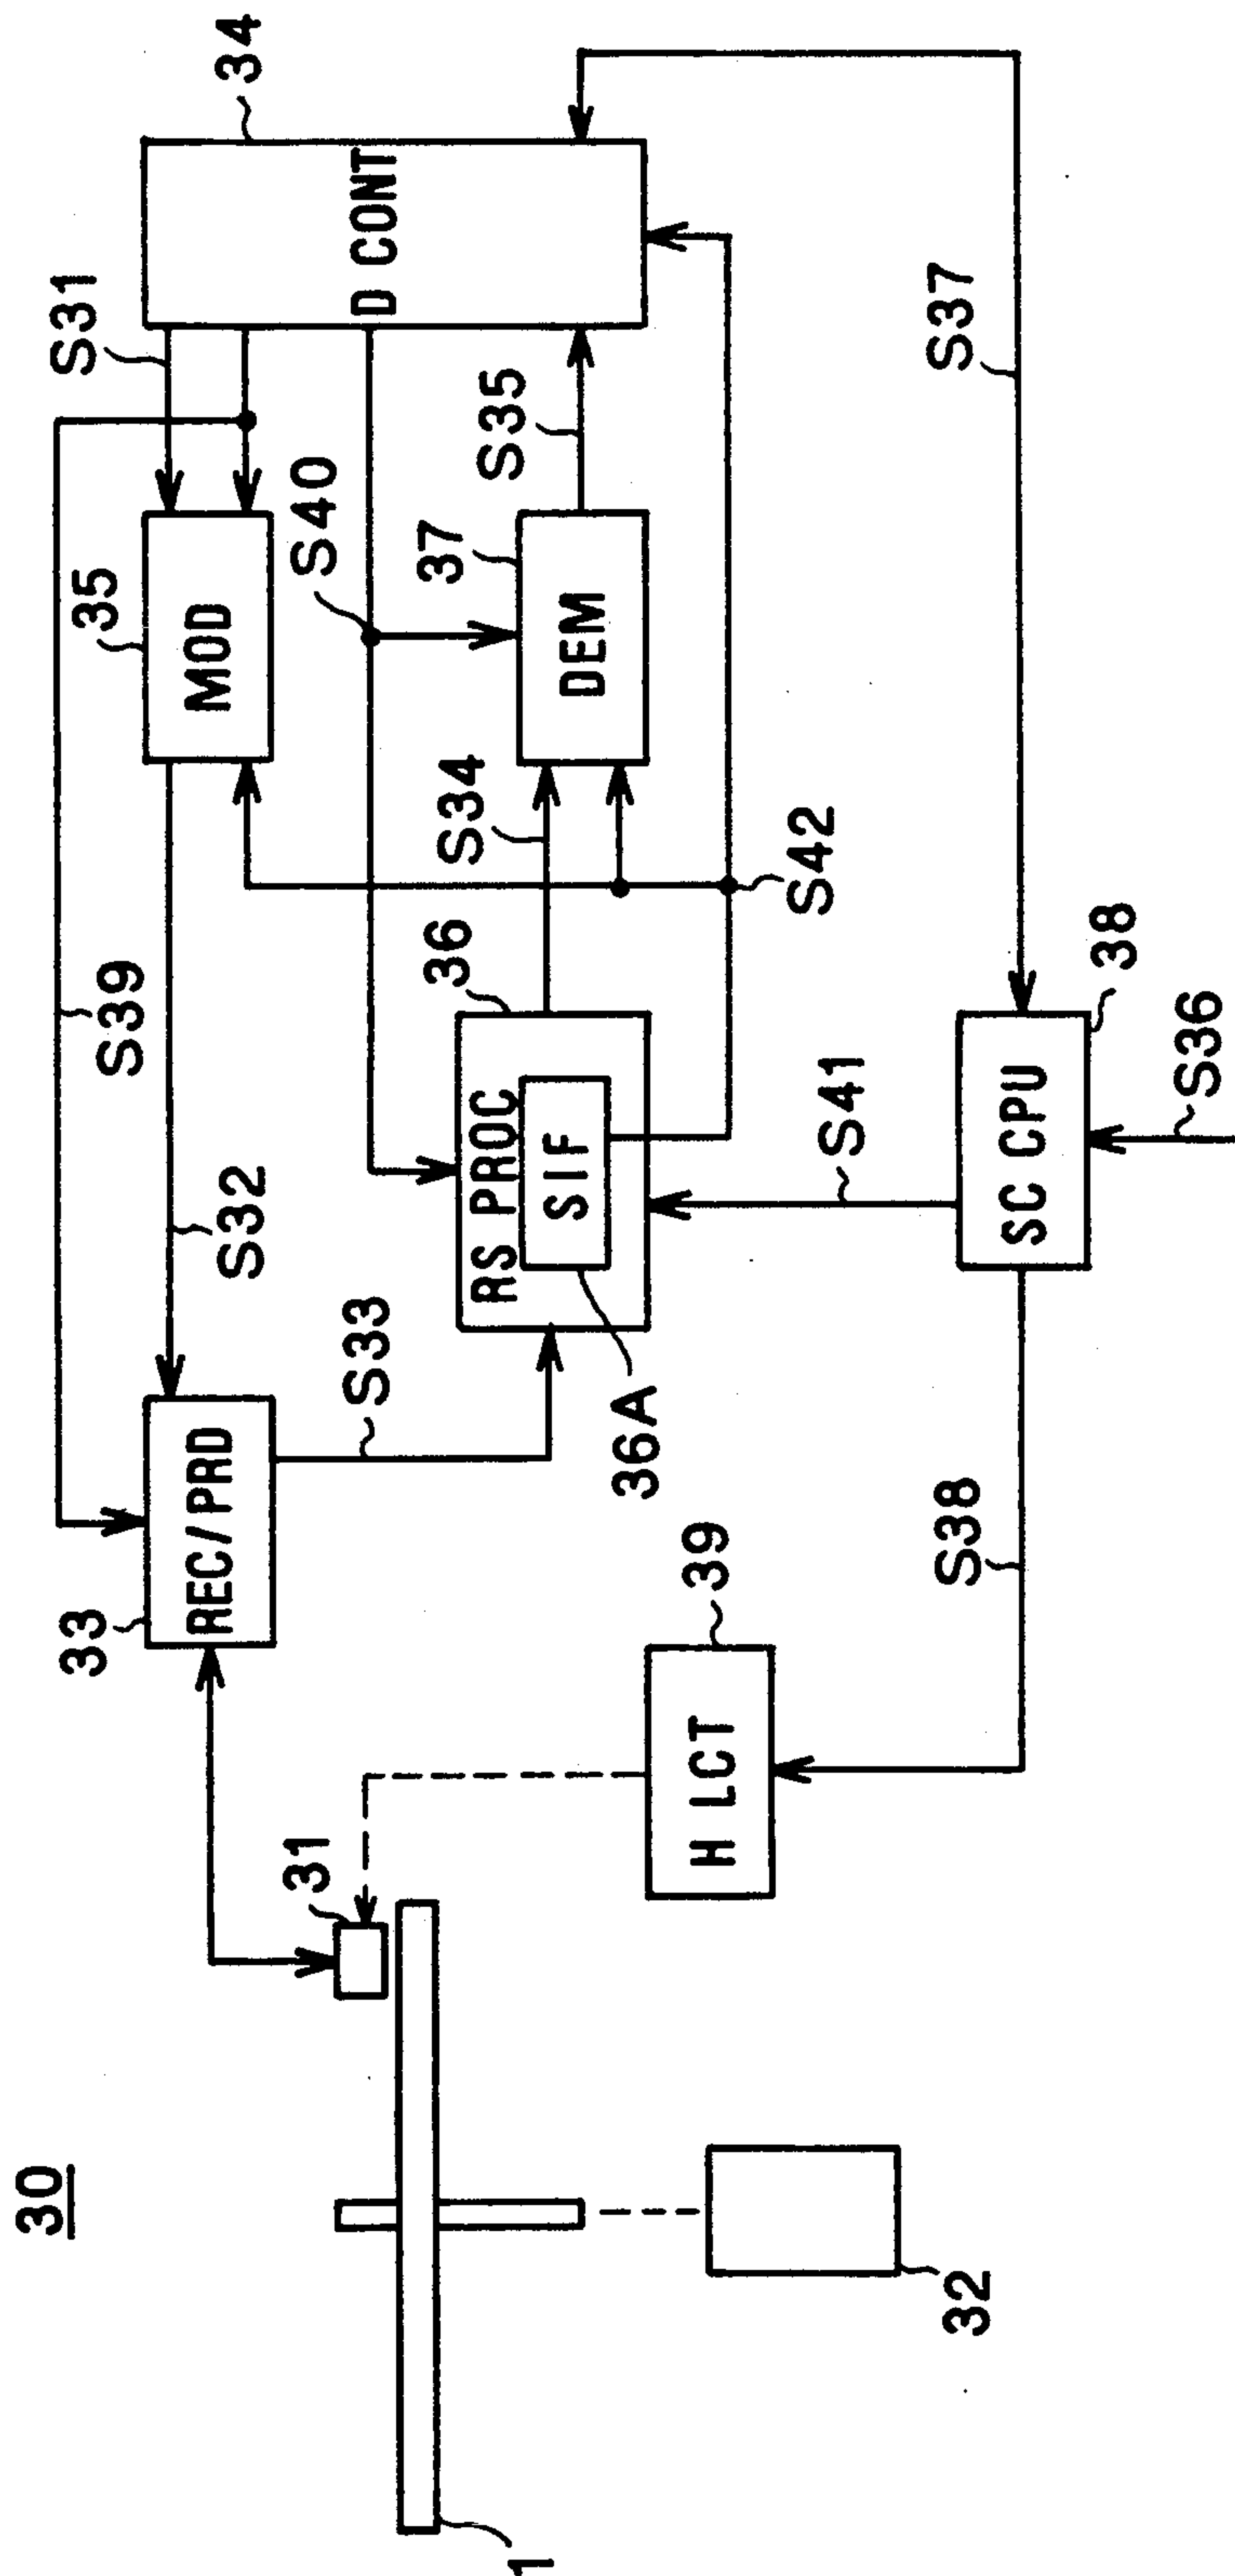 30
1
31
32
33
REC/PRD
S33
S32
S39
35
MOD
S31
34
D CONT
S40
37
DEM
S35
S34
36
RS PROC
SIF
36A
S42
S41
S37
38
SC CPU
S36
S38
39
H LCT